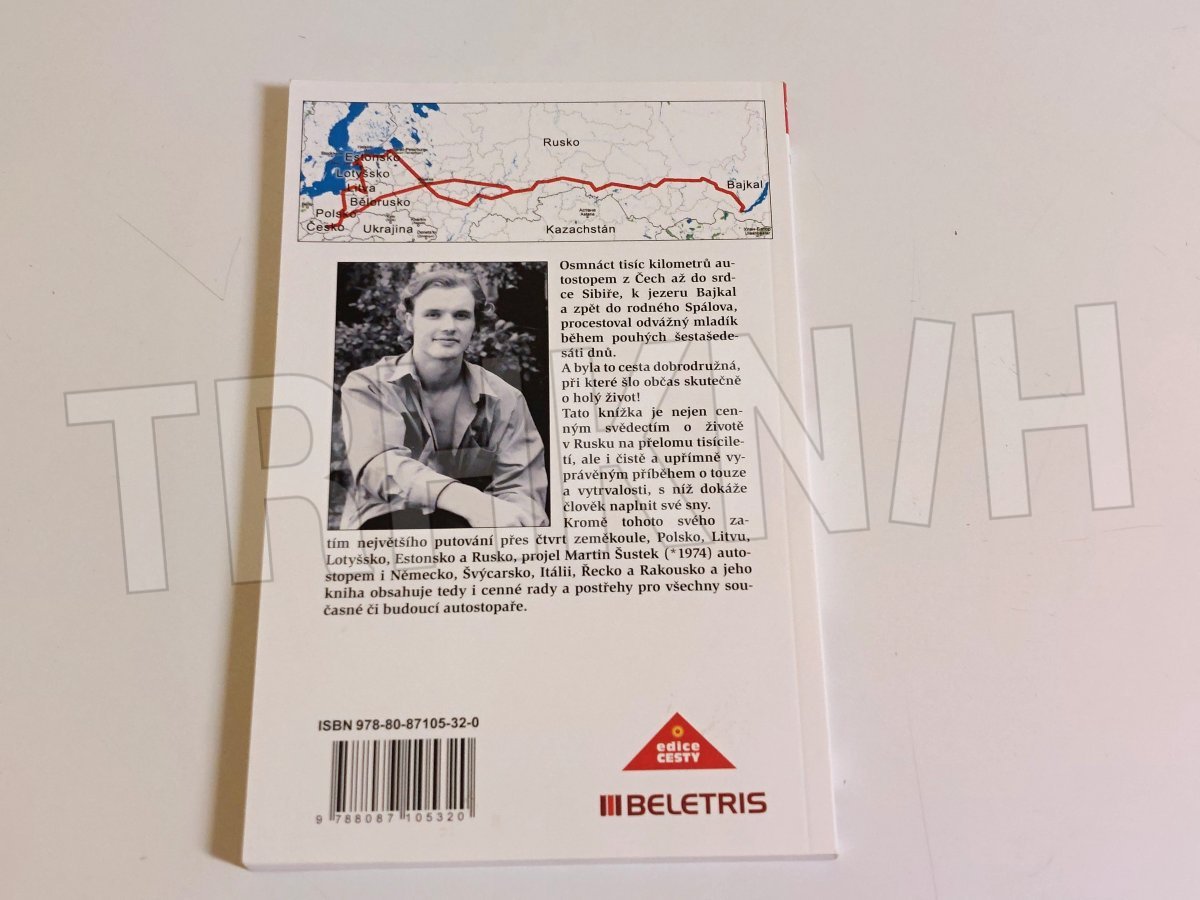 Rusko
Estonsko
Lotyšsko
Litva
Bělorusko
Polsko
Česko
Ukrajina
Kazachstán
Bajkal
Osmnáct tisíc kilometrů au-
tostopem z Čech až do srd-
ce Sibiře, k jezeru Bajkal
a zpět do rodného Spálova,
procestoval odvážný mladík
během pouhých šestašede-
sáti dnů.
A byla to cesta dobrodružná,
při které šlo občas skutečně
o holý život!
Tato knížka je nejen cen-
ným svědectím o životě
v Rusku na přelomu tisícile-
tí, ale i čistě a upřímně vy-
právěným příběhem o touze
a vytrvalosti, s níž dokáže
člověk naplnit své sny.
Kromě tohoto svého za-
tím největšího putování přes čtvrt zeměkoule, Polsko, Litvu,
Lotyšsko, Estonsko a Rusko, projel Martin Šustek (*1974) auto-
stopem i Německo, Švýcarsko, Itálii, Řecko a Rakousko a jeho
kniha obsahuje tedy i cenné rady a postřehy pro všechny sou-
časné či budoucí autostopaře.
ISBN 978-80-87105-32-0
9 788087 105320
edice
CESTY
BELETRIS